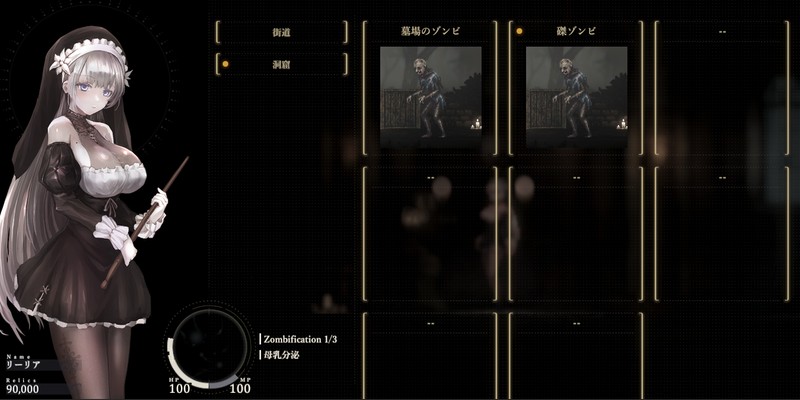 街道
洞窟
墓場のゾンビ
磔ゾンビ
--
--
--
--
--
--
Name
リーリア
Relics
90,000
HP
100
MP
100
Zombification 1/3
母乳分泌